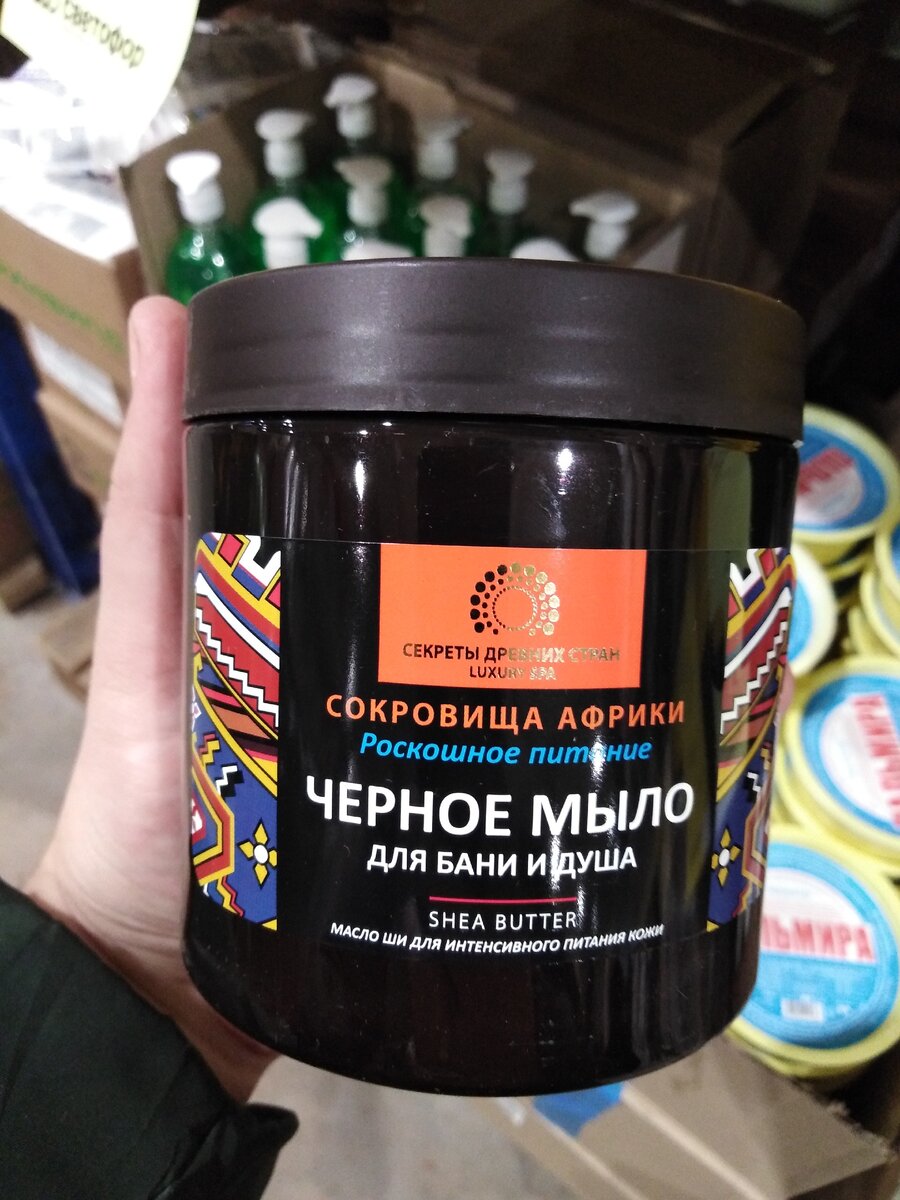 светофор
СЕКРЕТЫ ДРЕВНИХ СТРАН
LUXURY SPA
СОКРОВИЩА АФРИКИ
Роскошное питание
ЧЕРНОЕ МЫЛО
ДЛЯ БАНИ И ДУША
SHEA BUTTER
МАСЛО ШИ ДЛЯ ИНТЕНСИВНОГО ПИТАНИЯ КОЖИ